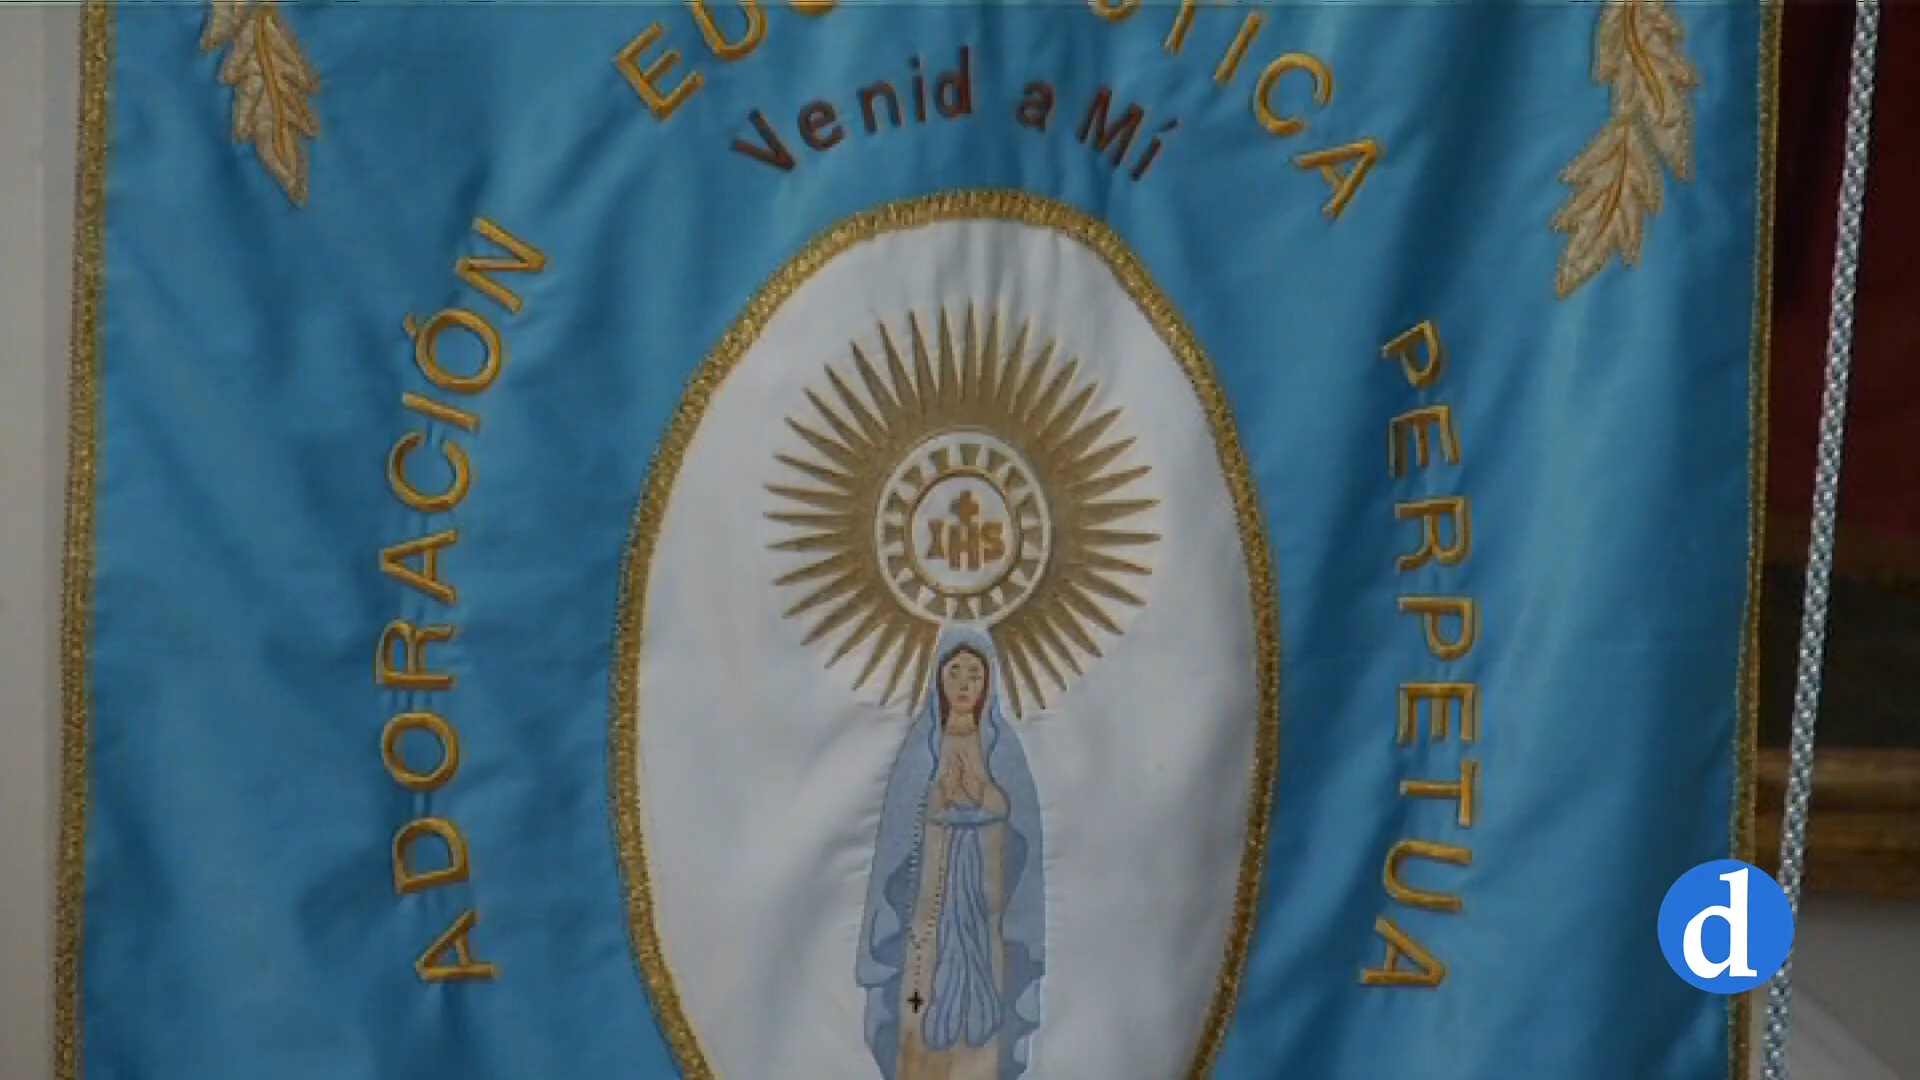 ADORACIÓN
PERPETUA
Venid a Mí
IHS
d